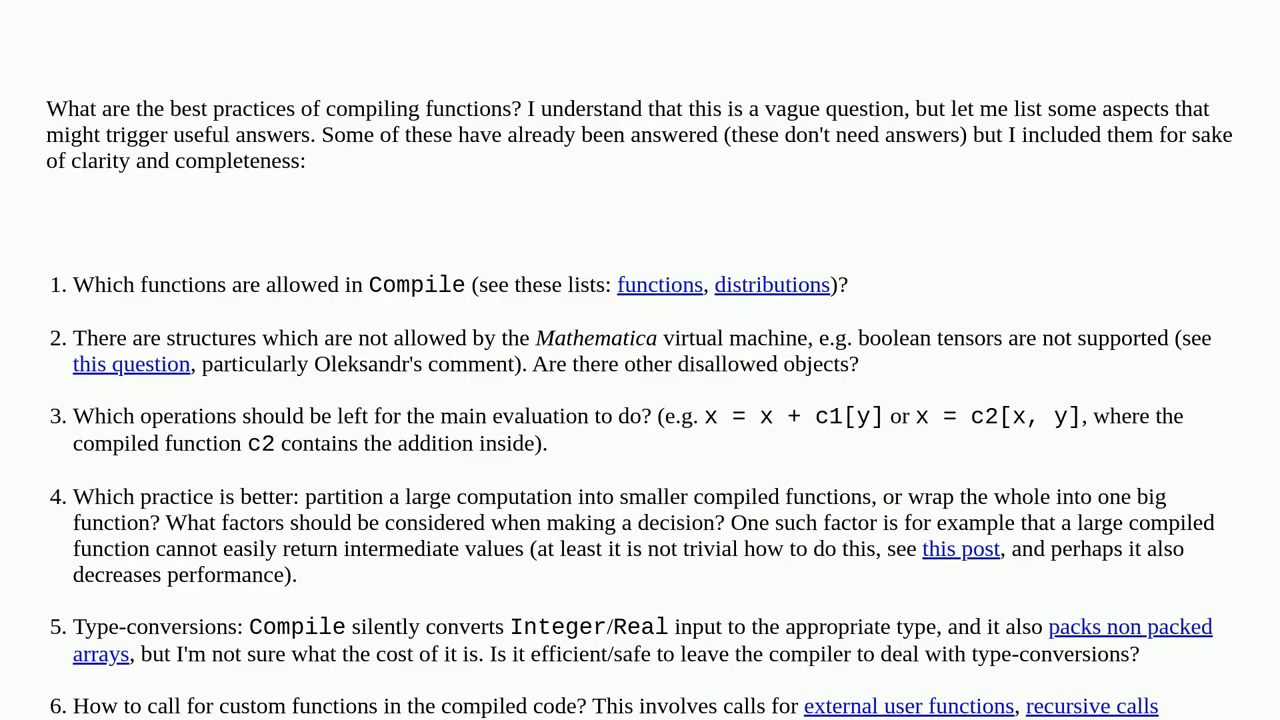 What are the best practices of compiling functions? I understand that this is a vague question, but let me list some aspects that
might trigger useful answers. Some of these have already been answered (these don't need answers) but I included them for sake
of clarity and completeness:
1. Which functions are allowed in Compile (see these lists: functions, distributions)?
2. There are structures which are not allowed by the Mathematica virtual machine, e.g. boolean tensors are not supported (see
this question, particularly Oleksandr's comment). Are there other disallowed objects?
3. Which operations should be left for the main evaluation to do? (e.g. x = x + c1[y] or x = c2[x, y], where the
compiled function c2 contains the addition inside).
4. Which practice is better: partition a large computation into smaller compiled functions, or wrap the whole into one big
function? What factors should be considered when making a decision? One such factor is for example that a large compiled
function cannot easily return intermediate values (at least it is not trivial how to do this, see this post, and perhaps it also
decreases performance).
5. Type-conversions: Compile silently converts Integer/Real input to the appropriate type, and it also packs non packed
arrays, but I'm not sure what the cost of it is. Is it efficient/safe to leave the compiler to deal with type-conversions?
6. How to call for custom functions in the compiled code? This involves calls for external user functions, recursive calls